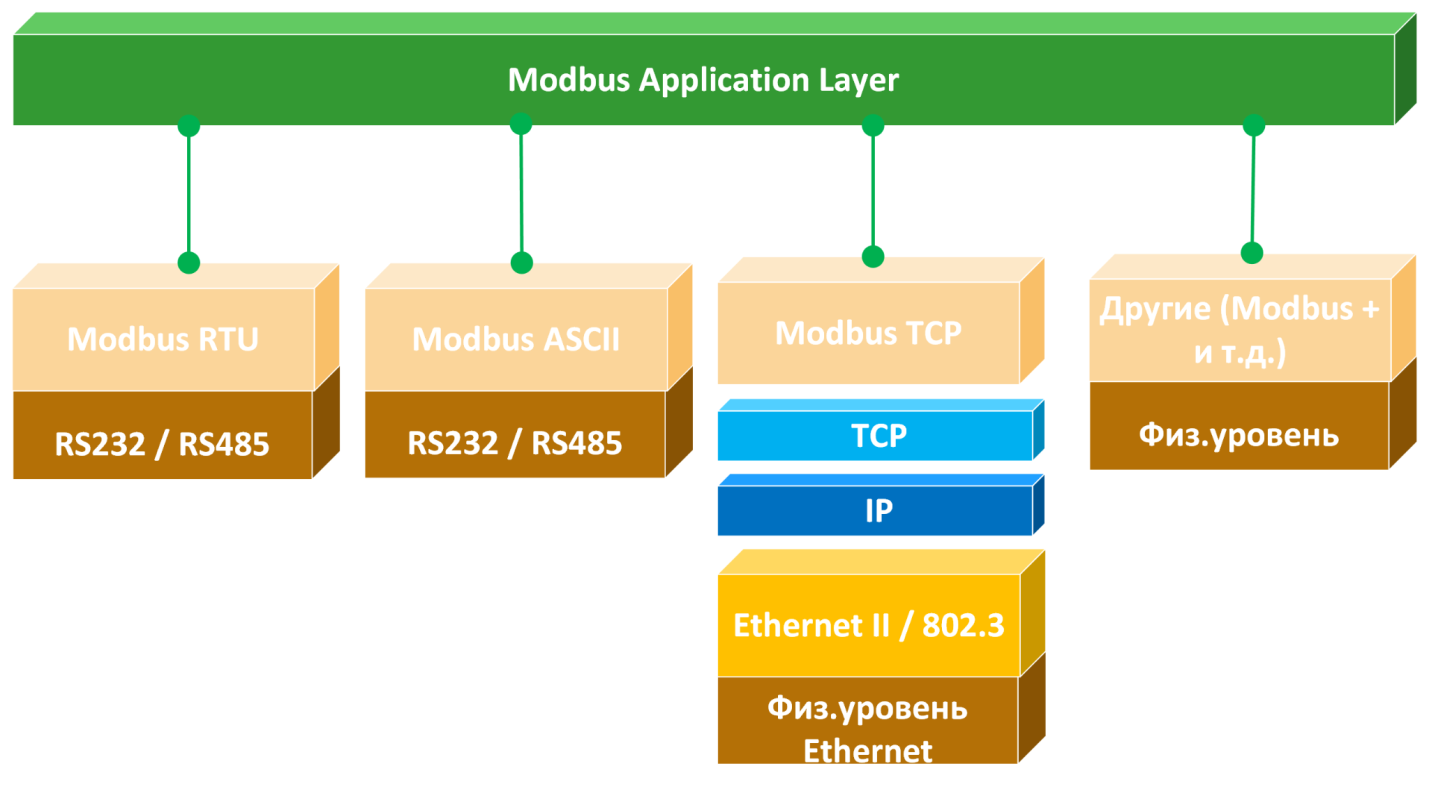 Modbus Application Layer
Modbus RTU
RS232 / RS485
Modbus ASCII
RS232 / RS485
Modbus TCP
TCP
IP
Ethernet II / 802.3
Физ.уровень
Ethernet
Другие (Modbus +
и т.д.)
Физ.уровень